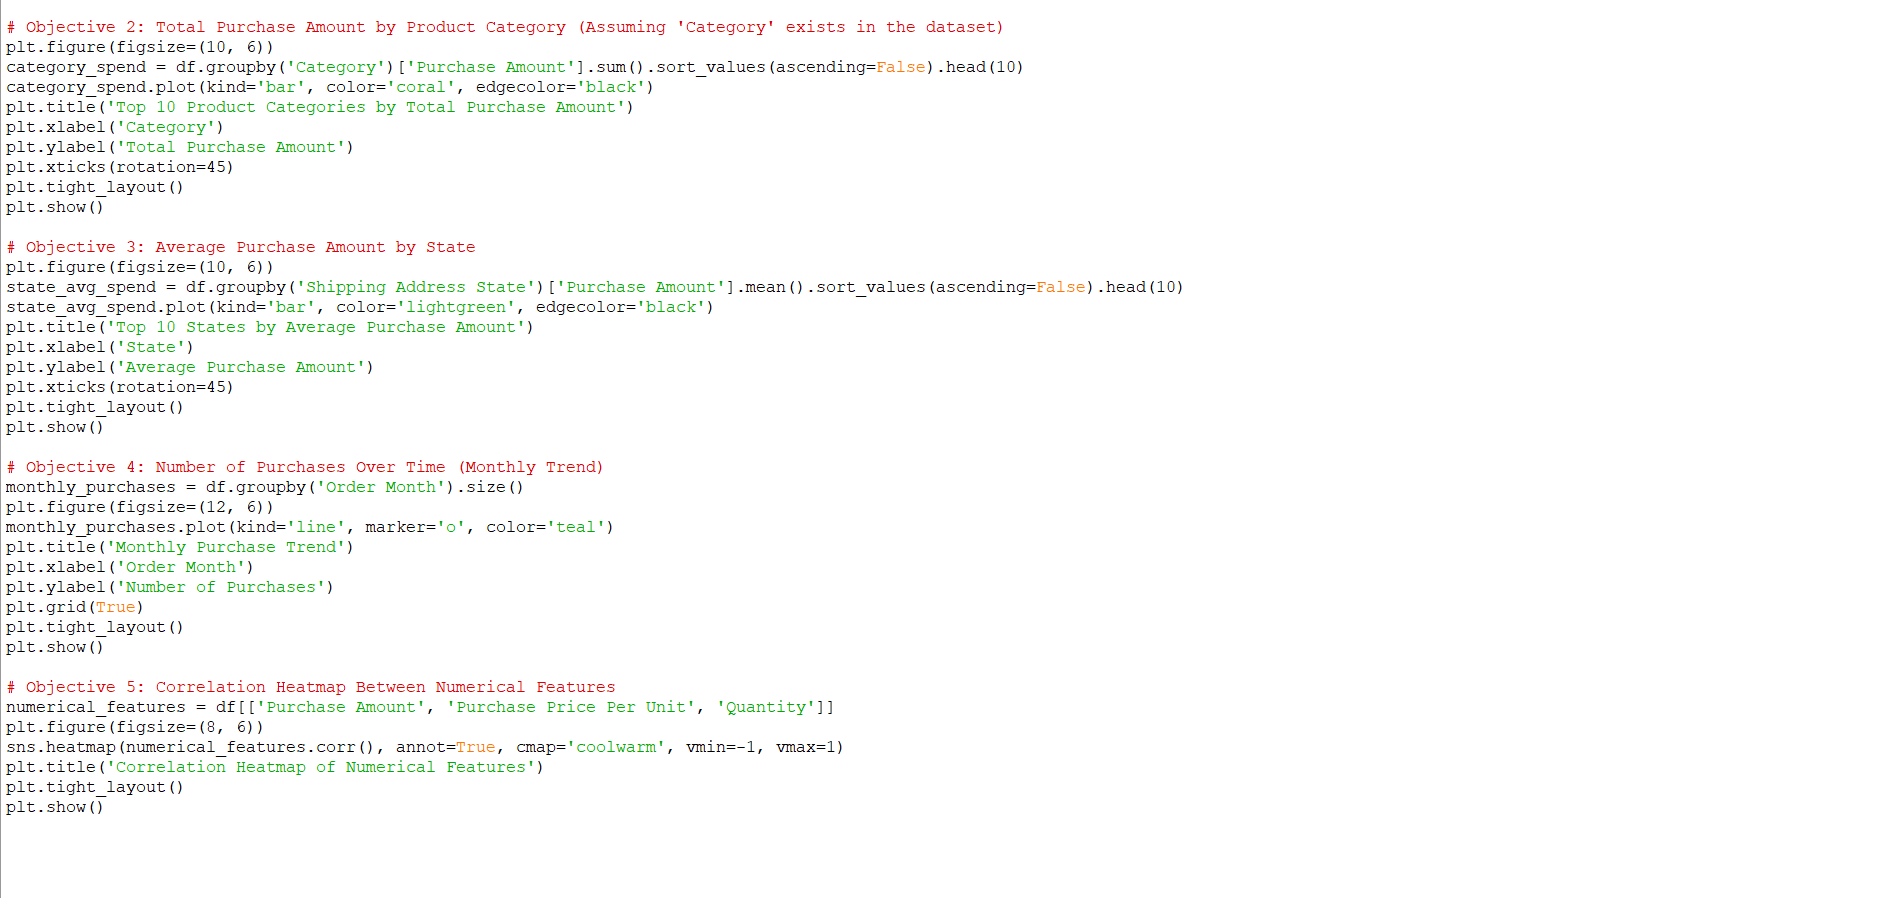 # Objective 2: Total Purchase Amount by Product Category (Assuming 'Category' exists in the dataset)
plt.figure(figsize=(10, 6))
category_spend = df.groupby('Category')['Purchase Amount'].sum().sort_values(ascending=False).head(10)
category_spend.plot(kind='bar', color='coral', edgecolor='black')
plt.title('Top 10 Product Categories by Total Purchase Amount')
plt.xlabel('Category')
plt.ylabel('Total Purchase Amount')
plt.xticks(rotation=45)
plt.tight_layout()
plt.show()

# Objective 3: Average Purchase Amount by State
plt.figure(figsize=(10, 6))
state_avg_spend = df.groupby('Shipping Address State')['Purchase Amount'].mean().sort_values(ascending=False).head(10)
state_avg_spend.plot(kind='bar', color='lightgreen', edgecolor='black')
plt.title('Top 10 States by Average Purchase Amount')
plt.xlabel('State')
plt.ylabel('Average Purchase Amount')
plt.xticks(rotation=45)
plt.tight_layout()
plt.show()

# Objective 4: Number of Purchases Over Time (Monthly Trend)
monthly_purchases = df.groupby('Order Month').size()
plt.figure(figsize=(12, 6))
monthly_purchases.plot(kind='line', marker='o', color='teal')
plt.title('Monthly Purchase Trend')
plt.xlabel('Order Month')
plt.ylabel('Number of Purchases')
plt.grid(True)
plt.tight_layout()
plt.show()

# Objective 5: Correlation Heatmap Between Numerical Features
numerical_features = df[['Purchase Amount', 'Purchase Price Per Unit', 'Quantity']]
plt.figure(figsize=(8, 6))
sns.heatmap(numerical_features.corr(), annot=True, cmap='coolwarm', vmin=-1, vmax=1)
plt.title('Correlation Heatmap of Numerical Features')
plt.tight_layout()
plt.show()